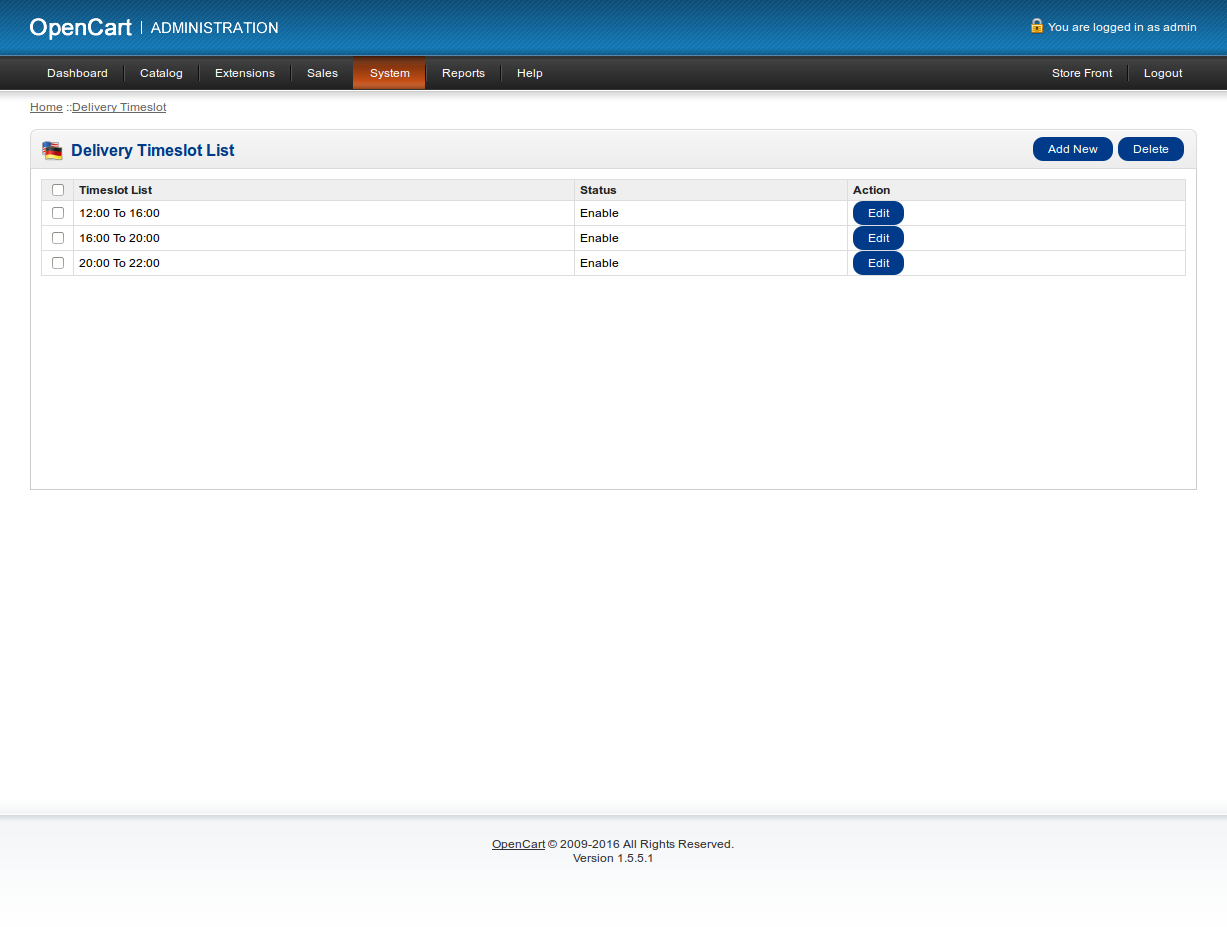 OpenCart | ADMINISTRATION You are logged in as admin
Dashboard Catalog Extensions Sales System Reports Help Store Front Logout
Home ::Delivery Timeslot
Delivery Timeslot List Add New Delete
Timeslot List Status Action
12:00 To 16:00 Enable Edit
16:00 To 20:00 Enable Edit
20:00 To 22:00 Enable Edit
OpenCart © 2009-2016 All Rights Reserved.
Version 1.5.5.1